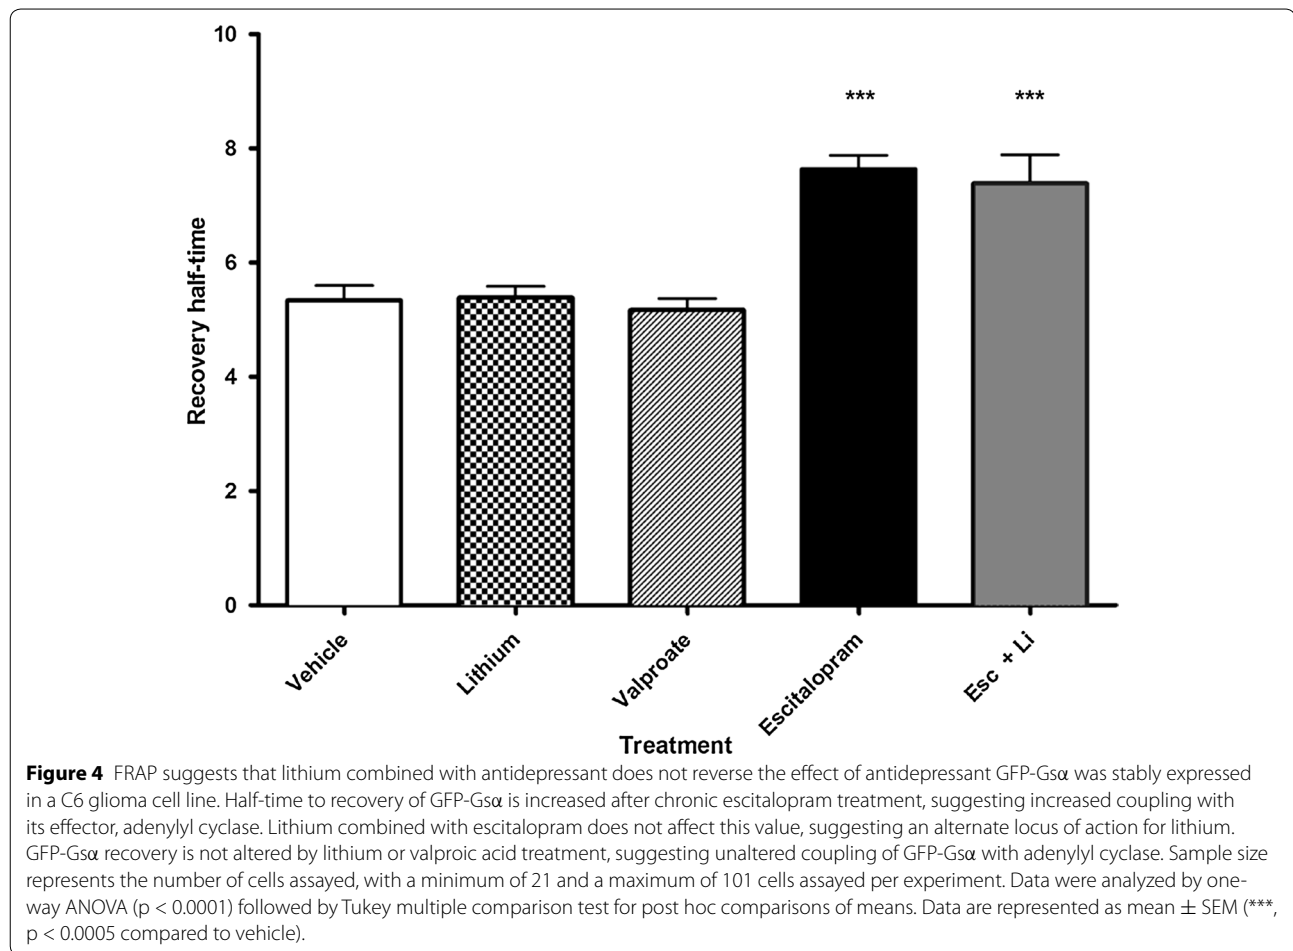 10
8
6
4
2
0
Recovery half-time
***
***
Vehicle
Lithium
Valproate
Escitalopram
Esc + Li
Treatment
Figure 4 FRAP suggests that lithium combined with antidepressant does not reverse the effect of antidepressant GFP-Gsα was stably expressed
in a C6 glioma cell line. Half-time to recovery of GFP-Gsα is increased after chronic escitalopram treatment, suggesting increased coupling with
its effector, adenylyl cyclase. Lithium combined with escitalopram does not affect this value, suggesting an alternate locus of action for lithium.
GFP-Gsα recovery is not altered by lithium or valproic acid treatment, suggesting unaltered coupling of GFP-Gsα with adenylyl cyclase. Sample size
represents the number of cells assayed, with a minimum of 21 and a maximum of 101 cells assayed per experiment. Data were analyzed by one-
way ANOVA (p < 0.0001) followed by Tukey multiple comparison test for post hoc comparisons of means. Data are represented as mean ± SEM (***,
p < 0.0005 compared to vehicle).